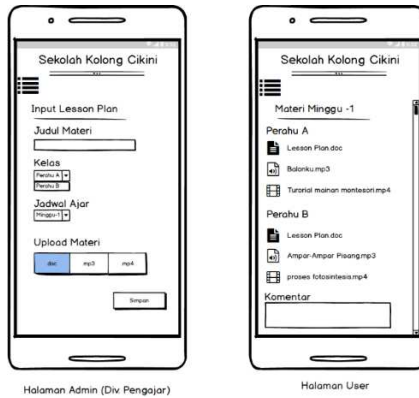 Sekolah Kolong Cikini
Input Lesson Plan
Judul Materi
Kelas
Perahu A
Perahu B
Jadwal Ajar
Minggu-1
Upload Materi
doc mp3 mp4
Simpan
Halaman Admin (Div. Pengajar)
Sekolah Kolong Cikini
Materi Minggu -1
Perahu A
Lesson Plan.doc
Balonku.mp3
Turorial mainan montesori.mp4
Perahu B
Lesson Plan.doc
Ampar-Ampar Pisang.mp3
proses fotosintesis.mp4
Komentar
Halaman User